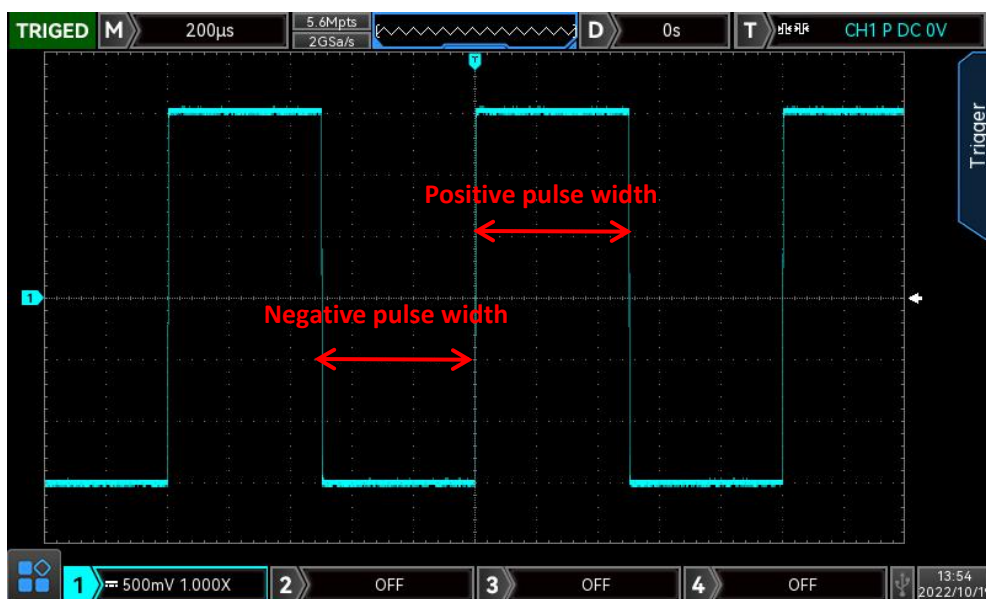 TRIGED M 200µs 5.6Mpts D 0s T CH1 P DC 0V
2GSa/s
T
Trigger
Positive pulse width
1
Negative pulse width
1 500mV 1.000X 2 OFF 3 OFF 4 OFF 13:54
2022/10/19